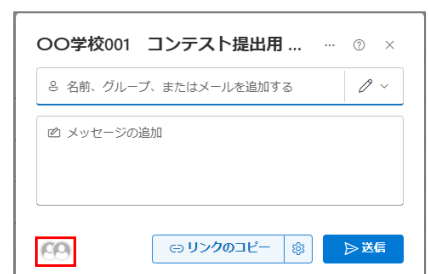 〇〇学校001　コンテスト提出用 ...
名前、グループ、またはメールを追加する
メッセージの追加
リンクのコピー
送信